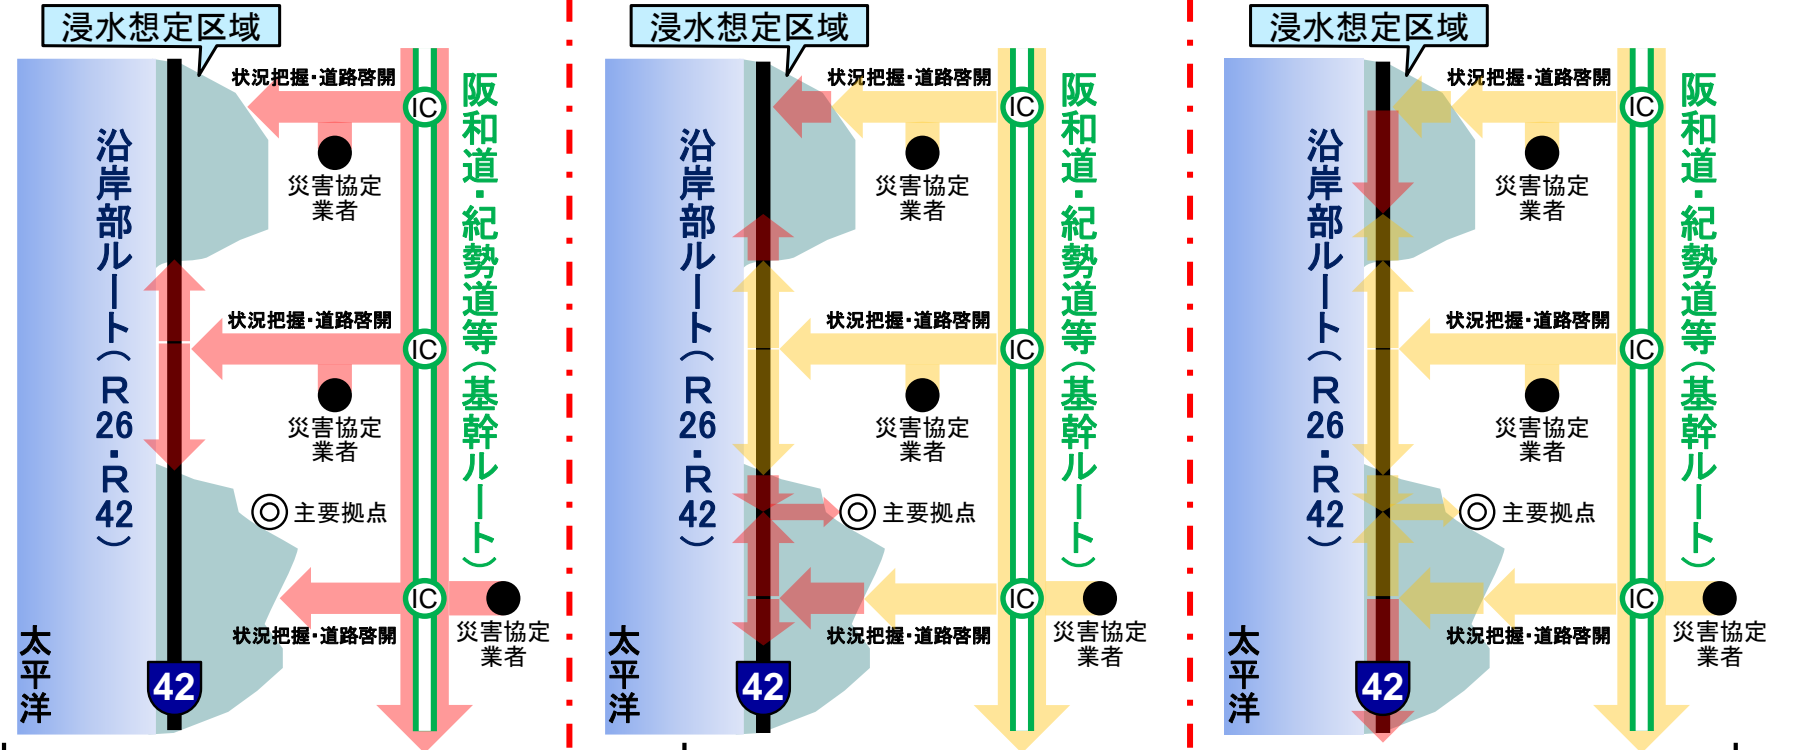 浸水想定区域
状況把握・道路啓開
IC
災害協定
業者
沿岸部ルート（R26・R42）
阪和道・紀勢道等（基幹ルート）
状況把握・道路啓開
IC
災害協定
業者
主要拠点
IC
状況把握・道路啓開
災害協定
業者
太平洋
42
浸水想定区域
状況把握・道路啓開
IC
災害協定
業者
沿岸部ルート（R26・R42）
阪和道・紀勢道等（基幹ルート）
状況把握・道路啓開
IC
災害協定
業者
主要拠点
IC
状況把握・道路啓開
災害協定
業者
太平洋
42
浸水想定区域
状況把握・道路啓開
IC
災害協定
業者
沿岸部ルート（R26・R42）
阪和道・紀勢道等（基幹ルート）
状況把握・道路啓開
IC
災害協定
業者
主要拠点
IC
状況把握・道路啓開
災害協定
業者
太平洋
42